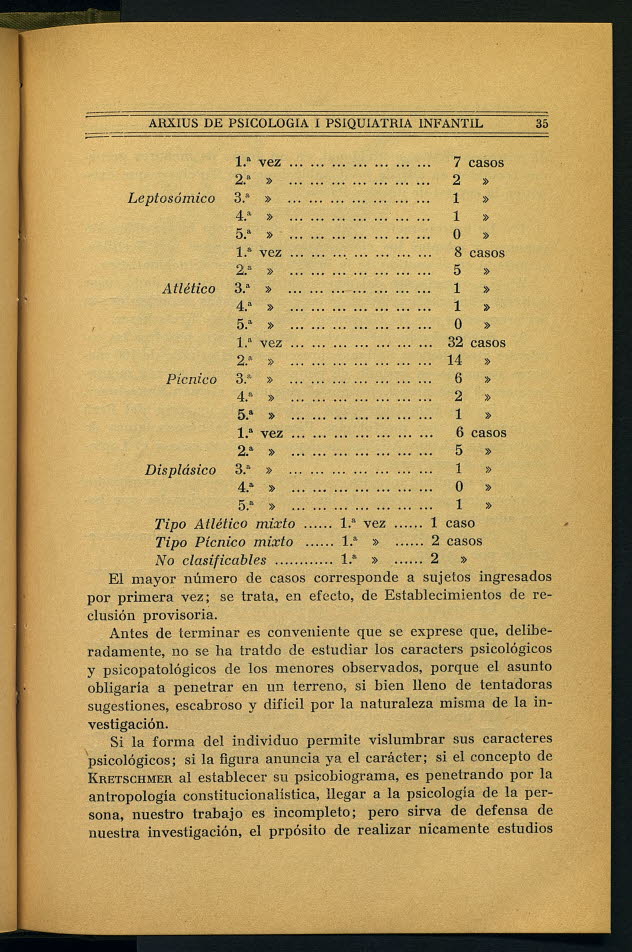 ARXIUS DE PSICOLOGIA I PSIQUIATRIA INFANTIL 35
1.ª vez ... ... ... ... ... ... ... 7 casos
2.ª » ... ... ... ... ... ... ... 2 »
Leptosómico 3.ª » ... ... ... ... ... ... ... 1 »
4.ª » ... ... ... ... ... ... ... 1 »
5.ª » ... ... ... ... ... ... ... 0 »
1.ª vez ... ... ... ... ... ... ... 8 casos
2.ª » ... ... ... ... ... ... ... 5 »
Atlético 3.ª » ... ... ... ... ... ... ... 1 »
4.ª » ... ... ... ... ... ... ... 1 »
5.ª » ... ... ... ... ... ... ... 0 »
1.ª vez ... ... ... ... ... ... ... 32 casos
2.ª » ... ... ... ... ... ... ... 14 »
Pícnico 3.ª » ... ... ... ... ... ... ... 6 »
4.ª » ... ... ... ... ... ... ... 2 »
5.ª » ... ... ... ... ... ... ... 1 »
1.ª vez ... ... ... ... ... ... ... 6 casos
2.ª » ... ... ... ... ... ... ... 5 »
Displásico 3.ª » ... ... ... ... ... ... ... 1 »
4.ª » ... ... ... ... ... ... ... 0 »
5.ª » ... ... ... ... ... ... ... 1 »
Tipo Atlético mixto ...... 1.ª vez ...... 1 caso
Tipo Pícnico mixto ...... 1.ª » ...... 2 casos
No clasificables ............ 1.ª » ...... 2 »
El mayor número de casos corresponde a sujetos ingresados
por primera vez; se trata, en efecto, de Establecimientos de re-
clusión provisoria.
Antes de terminar es conveniente que se exprese que, delibe-
radamente, no se ha tratdo de estudiar los caracters psicológicos
y psicopatológicos de los menores observados, porque el asunto
obligaría a penetrar en un terreno, si bien lleno de tentadoras
sugestiones, escabroso y difícil por la naturaleza misma de la in-
vestigación.
Si la forma del individuo permite vislumbrar sus caracteres
psicológicos; si la figura anuncia ya el carácter; si el concepto de
KRETSCHMER al establecer su psicobiograma, es penetrando por la
antropología constitucionalística, llegar a la psicología de la per-
sona, nuestro trabajo es incompleto; pero sirva de defensa de
nuestra investigación, el prpósito de realizar nicamente estudios